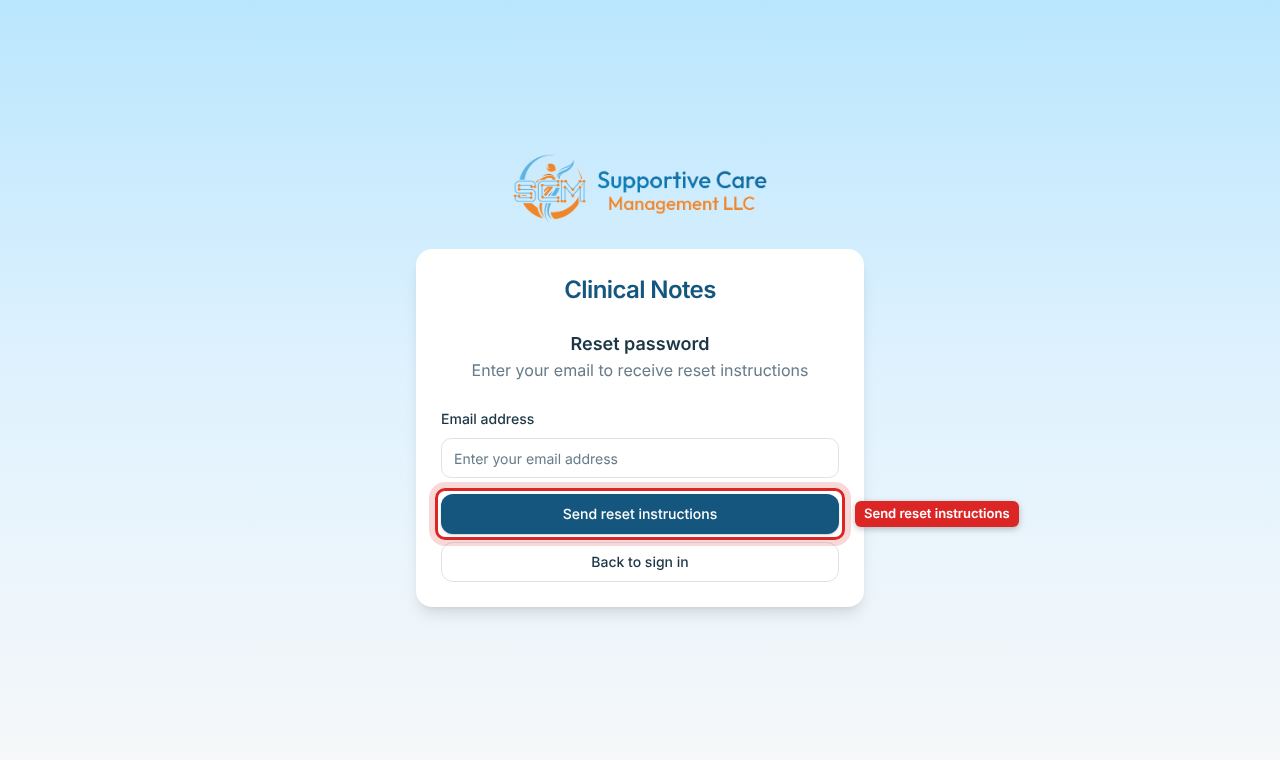 SCM
Supportive Care
Management LLC
Clinical Notes
Reset password
Enter your email to receive reset instructions
Email address
Enter your email address
Send reset instructions
Send reset instructions
Back to sign in